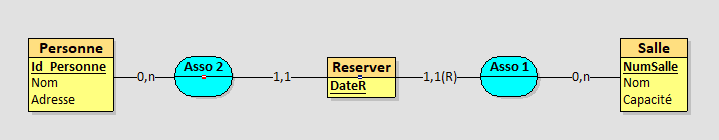 Personne
Id_Personne
Nom
Adresse
0,n
Asso 2
1,1
Reserver
DateR
1,1(R)
Asso 1
0,n
Salle
NumSalle
Nom
Capacité